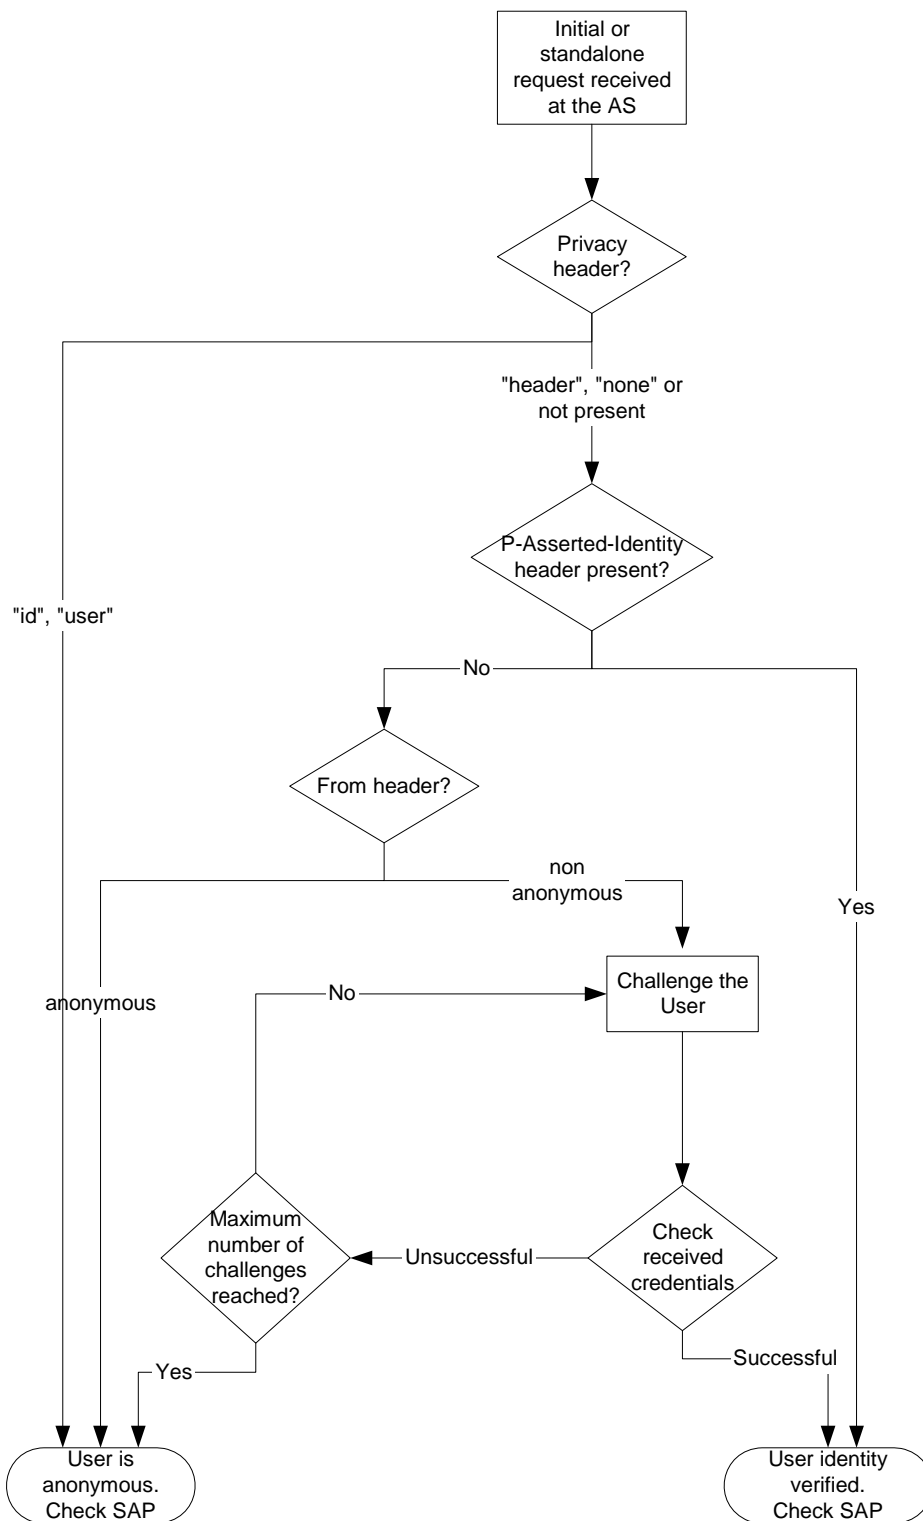 Initial or
standalone
request received
at the AS
Privacy
header?
"header", "none" or
not present
P-Asserted-Identity
header present?
"id", "user"
No
From header?
non
anonymous
Yes
Challenge the
User
No
anonymous
Maximum
number of
challenges
reached?
Unsuccessful
Check
received
credentials
Successful
Yes
User is
anonymous.
Check SAP
User identity
verified.
Check SAP